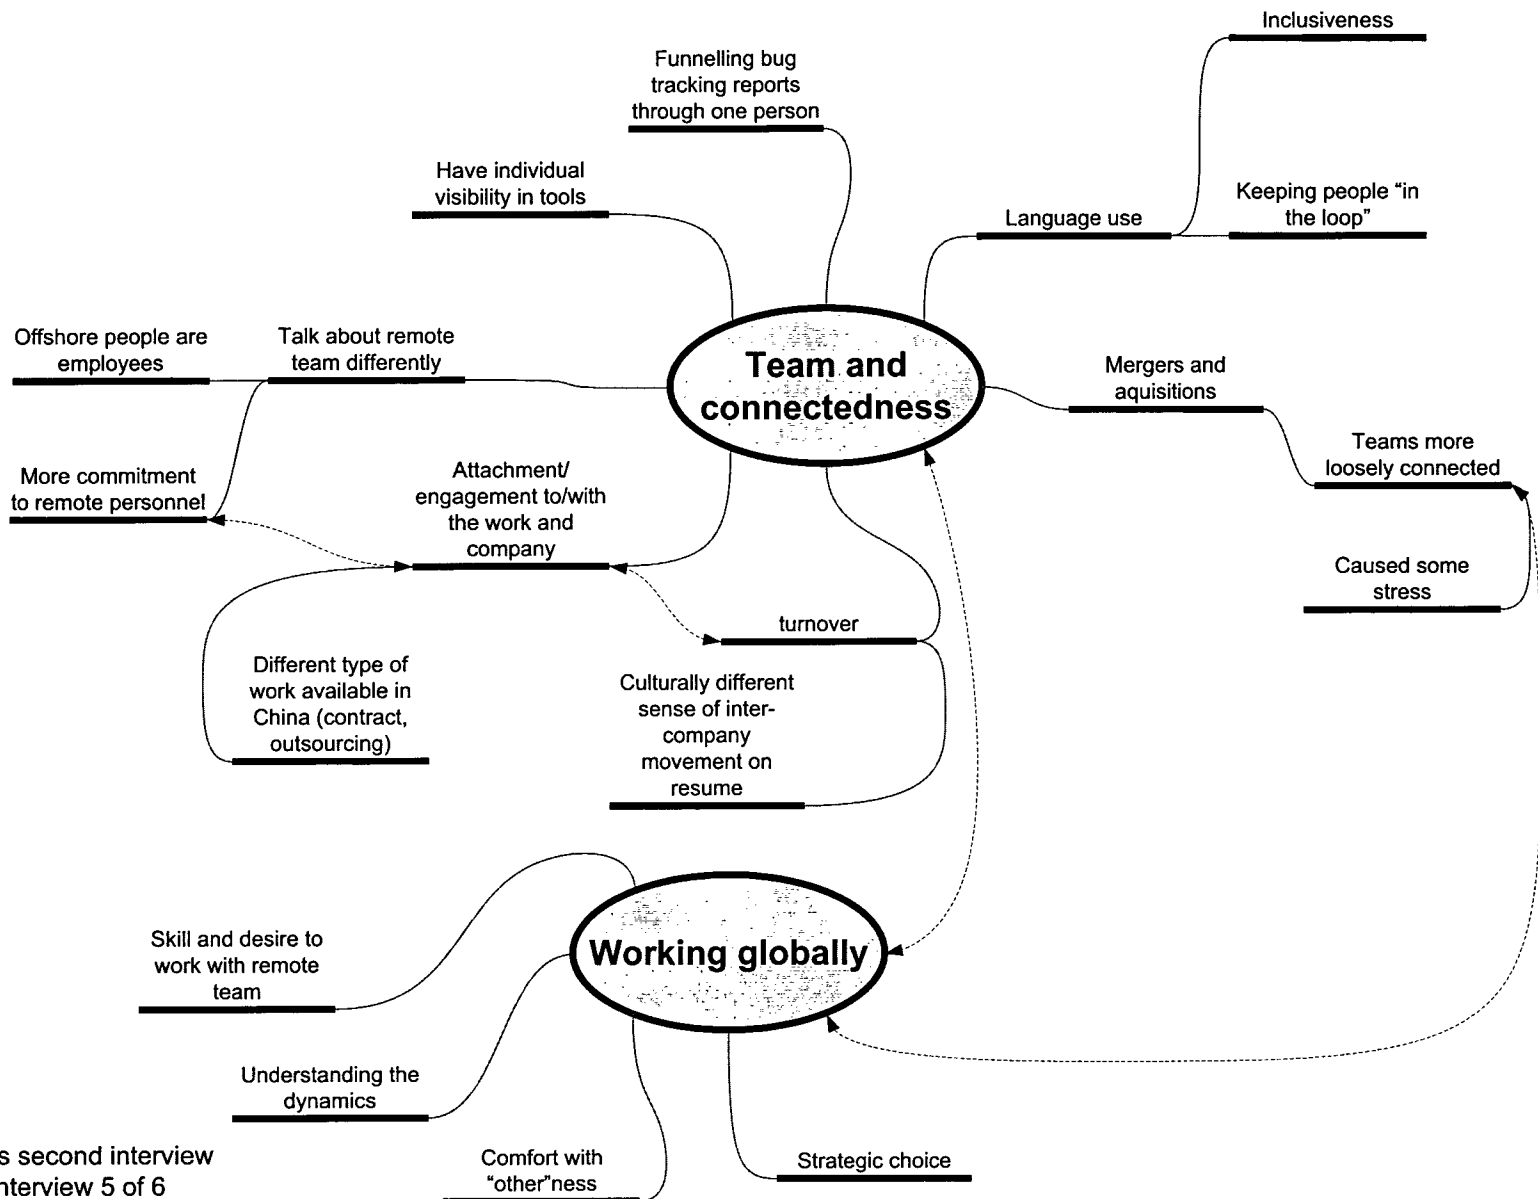 Inclusiveness
Funnelling bug
tracking reports
through one person
Have individual
visibility in tools
Keeping people “in
the loop”
Language use
Offshore people are
employees
Talk about remote
team differently
Team and
connectedness
Mergers and
aquisitions
Teams more
loosely connected
More commitment
to remote personnel
Attachment/
engagement to/with
the work and
company
Caused some
stress
turnover
Different type of
work available in
China (contract,
outsourcing)
Culturally different
sense of inter-
company
movement on
resume
Working globally
Skill and desire to
work with remote
team
Understanding the
dynamics
Comfort with
“other”ness
Strategic choice
s second interview
nterview 5 of 6